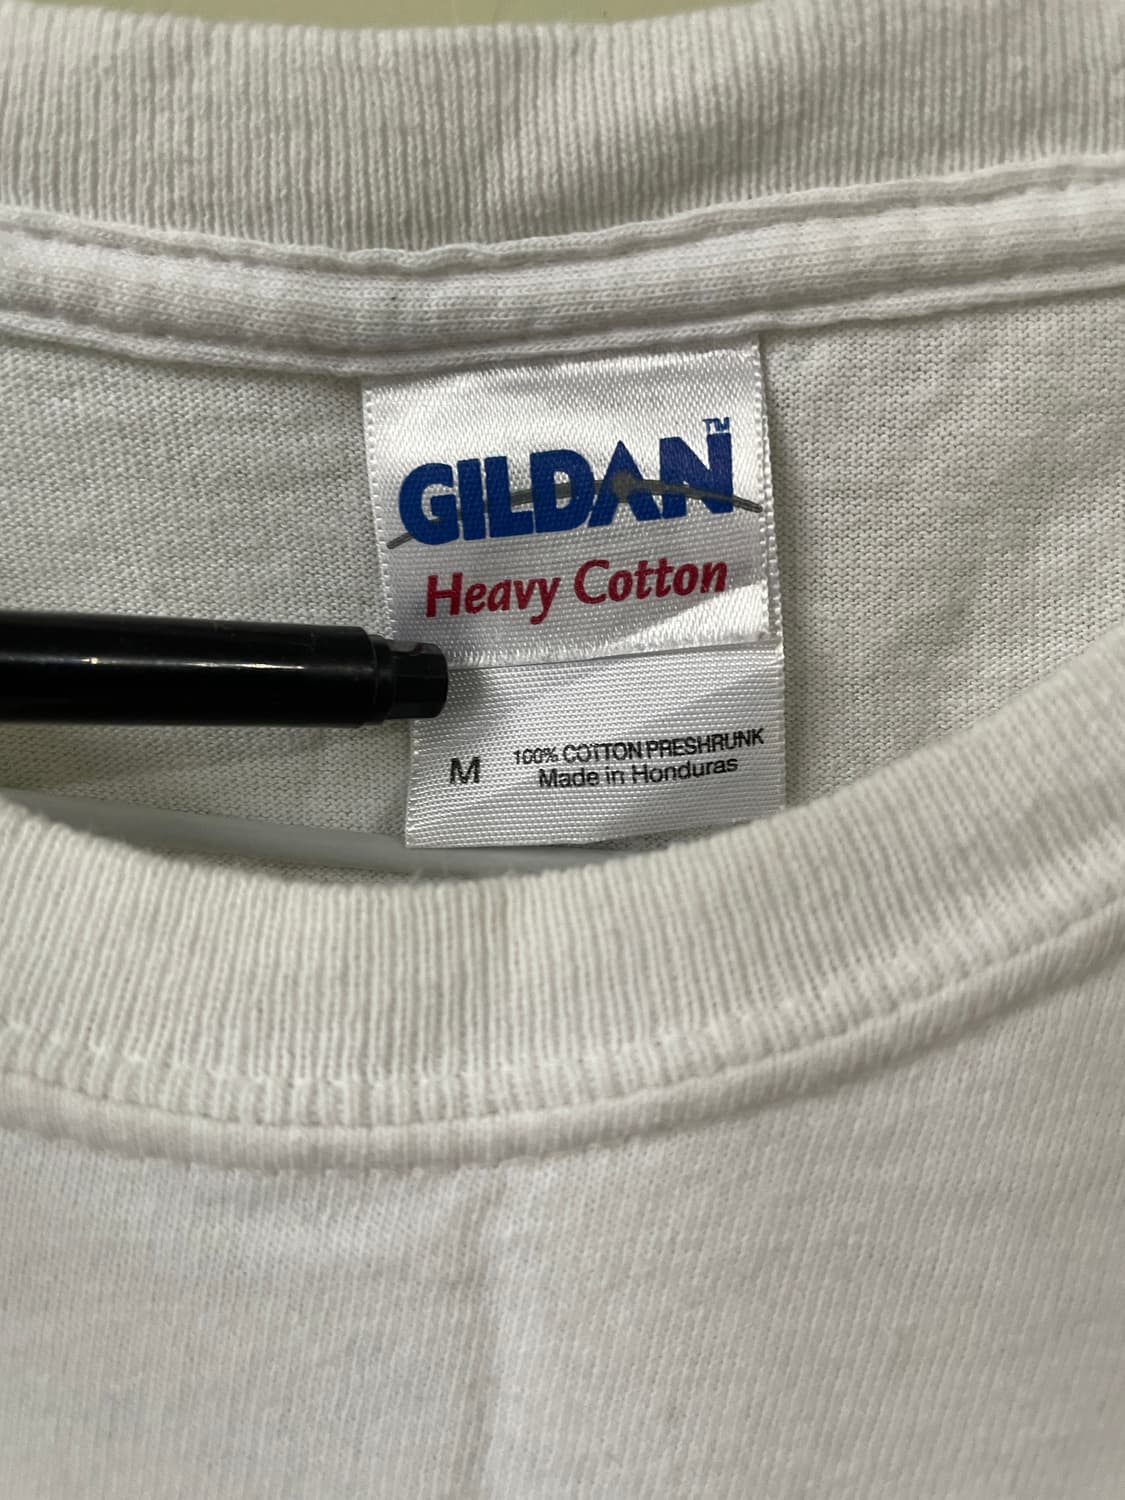 GILDAN™
Heavy Cotton
M
100% COTTON PRESHRUNK
Made in Honduras